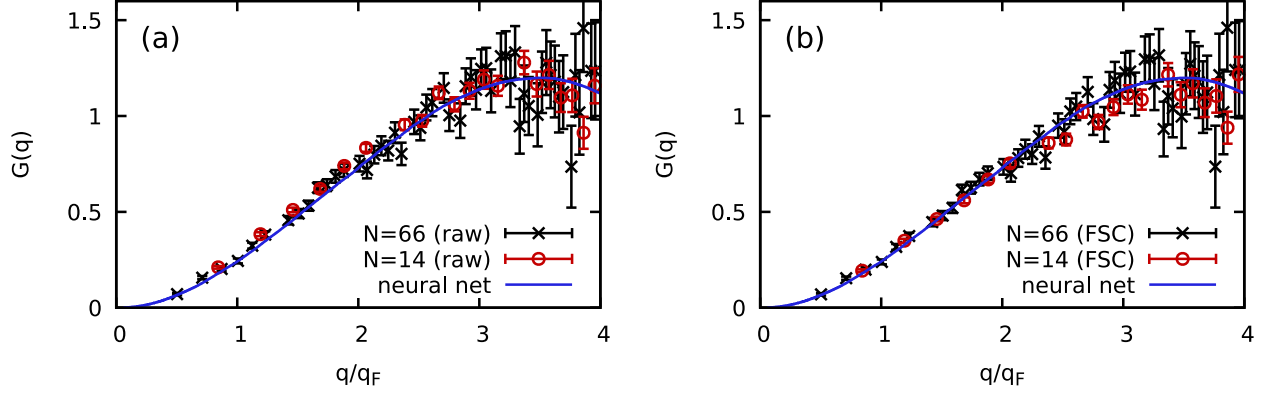 (a)
G(q)
1.5
1
0.5
0
N=66 (raw)
N=14 (raw)
neural net
0 1 2 3 4
q/qF
(b)
G(q)
1.5
1
0.5
0
N=66 (FSC)
N=14 (FSC)
neural net
0 1 2 3 4
q/qF